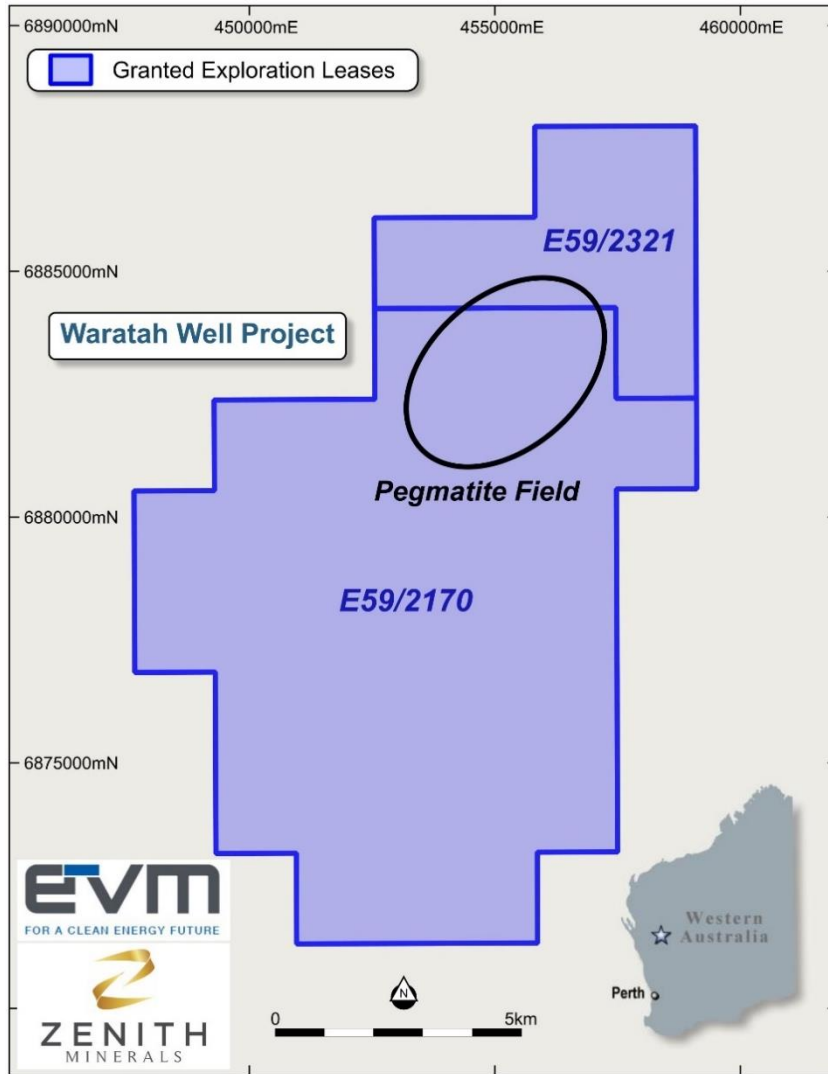 450000mE
455000mE
460000mE
6890000mN
Granted Exploration Leases
E59/2321
6885000mN
Waratah Well Project
Pegmatite Field
6880000mN
E59/2170
6875000mN
EVM
FOR A CLEAN ENERGY FUTURE
ZENITH
MINERALS
N
0
5km
Western
Australia
Perth